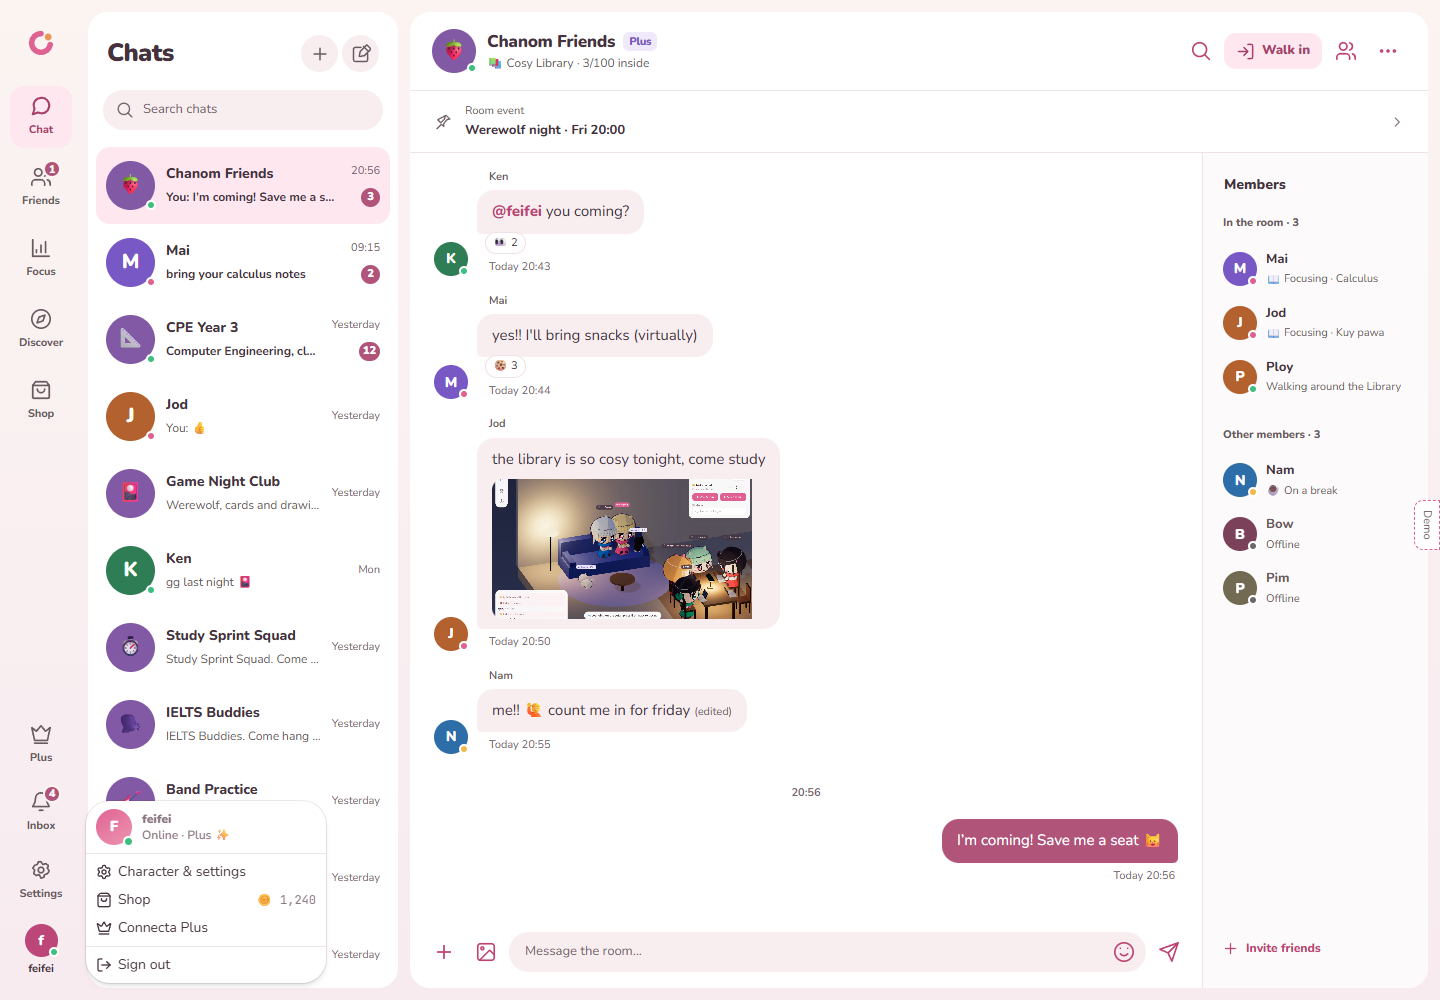 Chat
1
Friends
Focus
Discover
Shop
Plus
4
Inbox
Settings
f
feifei
Chats
Search chats
Chanom Friends
20:56
You: I'm coming! Save me a s...
3
M
Mai
09:15
bring your calculus notes
2
CPE Year 3
Yesterday
Computer Engineering, cl...
12
J
Jod
Yesterday
You: 👍
Game Night Club
Yesterday
Werewolf, cards and drawi...
K
Ken
Mon
gg last night
Study Sprint Squad
Yesterday
Study Sprint Squad. Come ...
IELTS Buddies
Yesterday
IELTS Buddies. Come hang ...
Band Practice
Yesterday
Yesterday
Yesterday
F
feifei
Online · Plus ✨
Character & settings
Shop
1,240
Connecta Plus
Sign out
Chanom Friends
Plus
Cosy Library · 3/100 inside
Walk in
Room event
Werewolf night · Fri 20:00
Ken
@feifei you coming?
2
K
Today 20:43
Mai
yes!! I'll bring snacks (virtually)
🍪 3
M
Today 20:44
Jod
the library is so cosy tonight, come study
J
Today 20:50
Nam
me!! count me in for friday (edited)
N
Today 20:55
20:56
I'm coming! Save me a seat
Today 20:56
Message the room...
Members
In the room · 3
M
Mai
📖 Focusing · Calculus
J
Jod
📖 Focusing · Kuy pawa
P
Ploy
Walking around the Library
Other members · 3
N
Nam
On a break
B
Bow
Offline
P
Pim
Offline
Invite friends
Demo